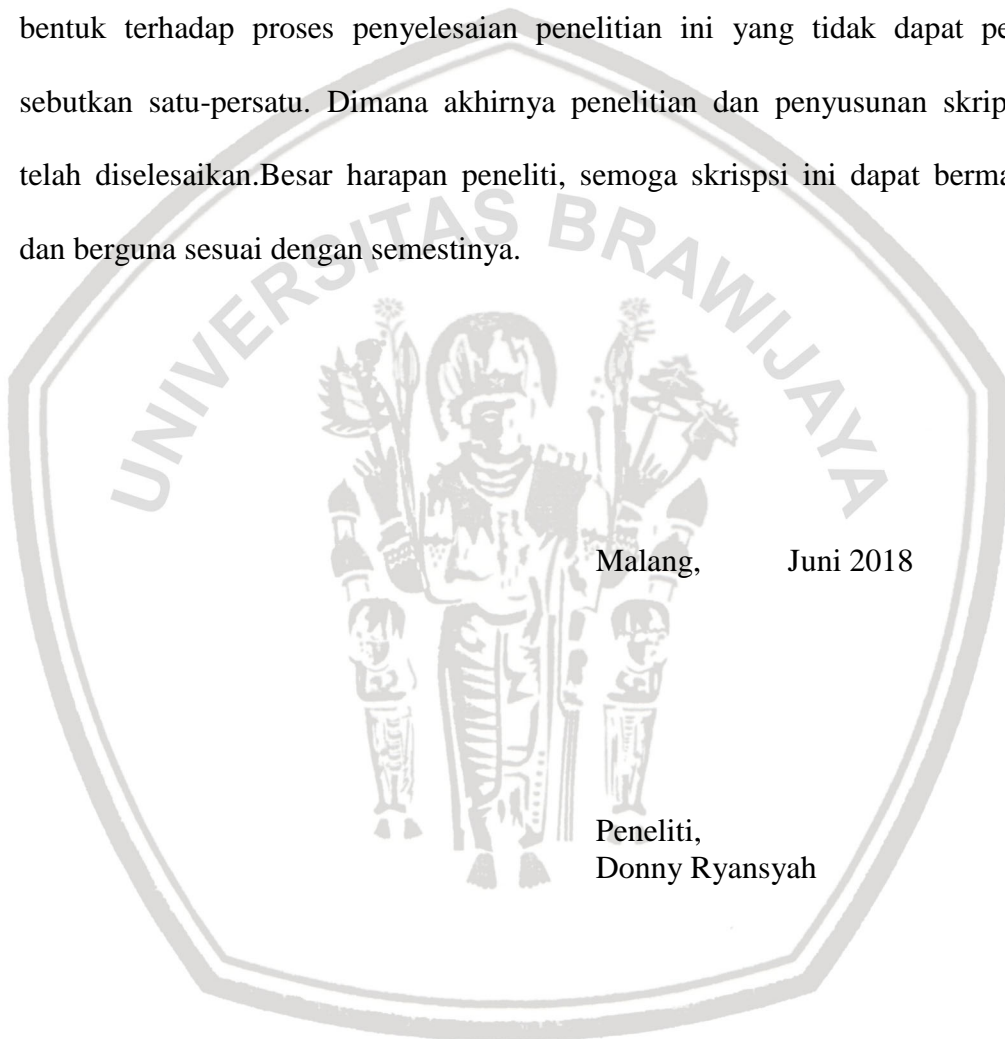 bentuk terhadap proses penyelesaian penelitian ini yang tidak dapat pe
sebutkan satu-persatu. Dimana akhirnya penelitian dan penyusunan skrip
telah diselesaikan.Besar harapan peneliti, semoga skrispsi ini dapat berma
dan berguna sesuai dengan semestinya.
UNIVERSITAS BRAWIJAYA
Malang, Juni 2018
Peneliti,
Donny Ryansyah